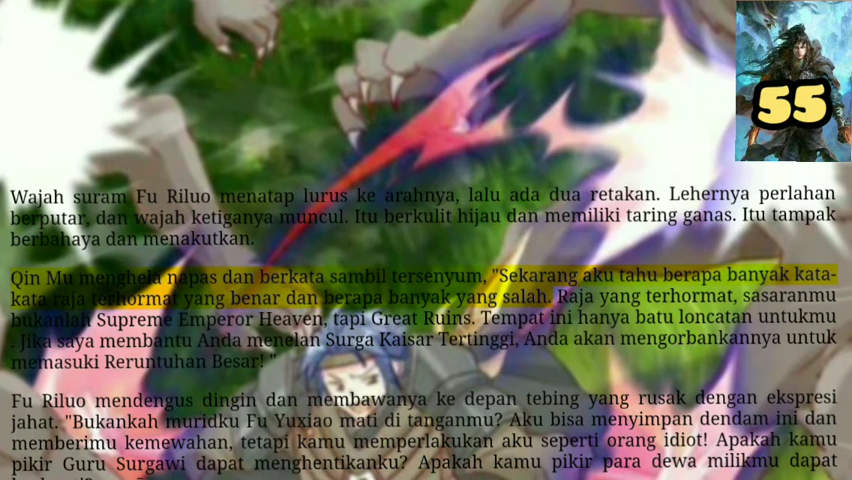 55
Wajah suram Fu Riluo menatap lurus ke arahnya, lalu ada dua retakan. Lehernya perlahan
berputar, dan wajah ketiganya muncul. Itu berkulit hijau dan memiliki taring ganas. Itu tampak
berbahaya dan menakutkan.
Qin Mu menghela napas dan berkata sambil tersenyum, "Sekarang aku tahu berapa banyak kata-
kata raja terhormat yang benar dan berapa banyak yang salah. Raja yang terhormat, sasaranmu
bukanlah Supreme Emperor Heaven, tapi Great Ruins. Tempat ini hanya batu loncatan untukmu
. Jika saya membantu Anda menelan Surga Kaisar Tertinggi, Anda akan mengorbankannya untuk
memasuki Reruntuhan Besar! "
Fu Riluo mendengus dingin dan membawanya ke depan tebing yang rusak dengan ekspresi
jahat. "Bukankah muridku Fu Yuxiao mati di tanganmu? Aku bisa menyimpan dendam ini dan
memberimu kemewahan, tetapi kamu memperlakukan aku seperti orang idiot! Apakah kamu
pikir Guru Surgawi dapat menghentikanku? Apakah kamu pikir para dewa milikmu dapat